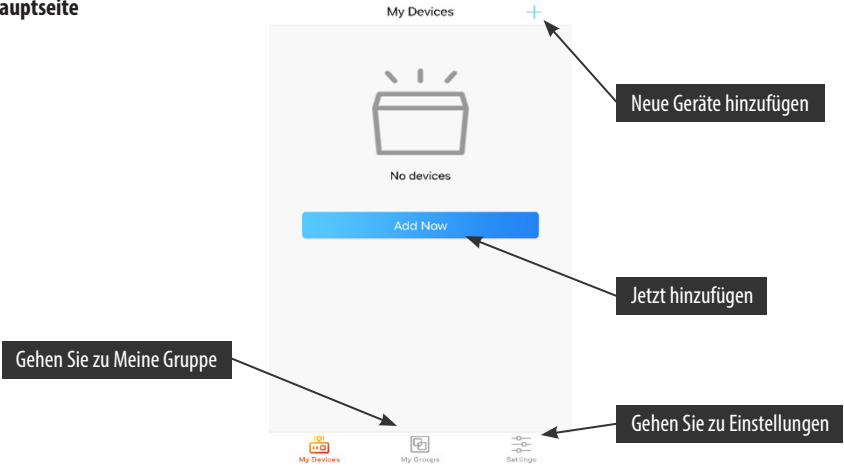 auptseite
My Devices
Neue Geräte hinzufügen
No devices
Add Now
Jetzt hinzufügen
Gehen Sie zu Meine Gruppe
Gehen Sie zu Einstellungen
My Devices
My Groups
Settings